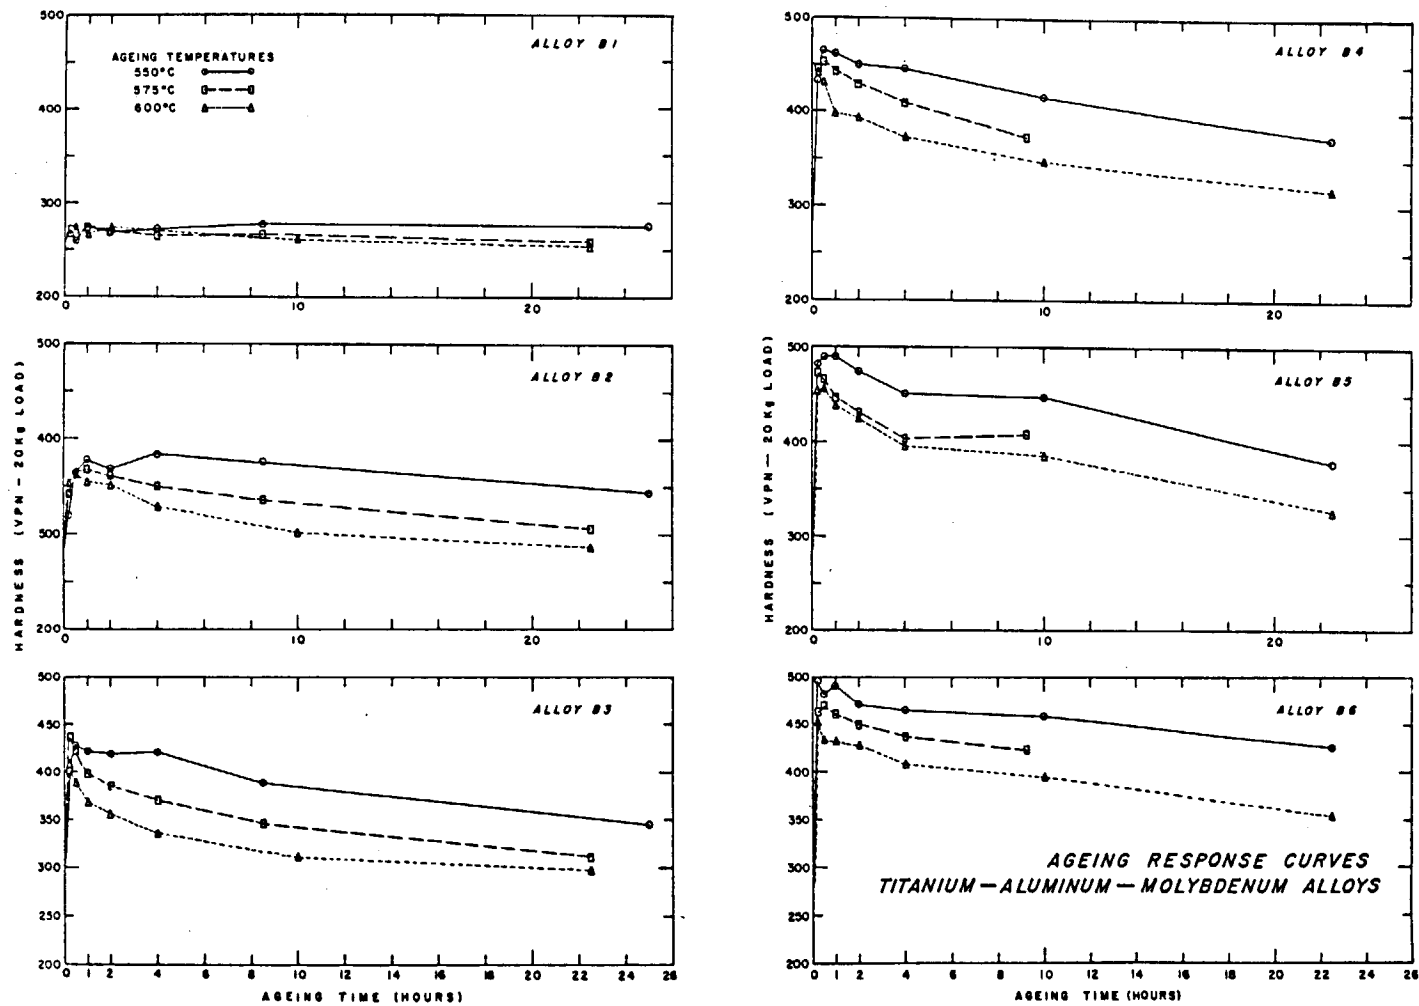 500
400
300
200
0
10
20
ALLOY B1
AGEING TEMPERATURES
550°C
575°C
600°C
500
400
500
200
0
10
20
ALLOY B2
HARDNESS (VPN - 20Kg LOAD)
500
450
400
350
300
250
200
0 1 2 4 6 8 10 12 14 16 18 20 22 24 26
ALLOY B3
AGEING TIME (HOURS)
500
400
300
200
0
10
20
ALLOY B4
500
400
300
200
0
10
20
ALLOY B5
HARDNESS (VPN — 20Kg LOAD)
500
450
400
350
300
250
200
0 1 2 4 6 8 10 12 14 16 18 20 22 24 26
ALLOY B6
AGEING RESPONSE CURVES
TITANIUM—ALUMINUM—MOLYBDENUM ALLOYS
AGEING TIME (HOURS)